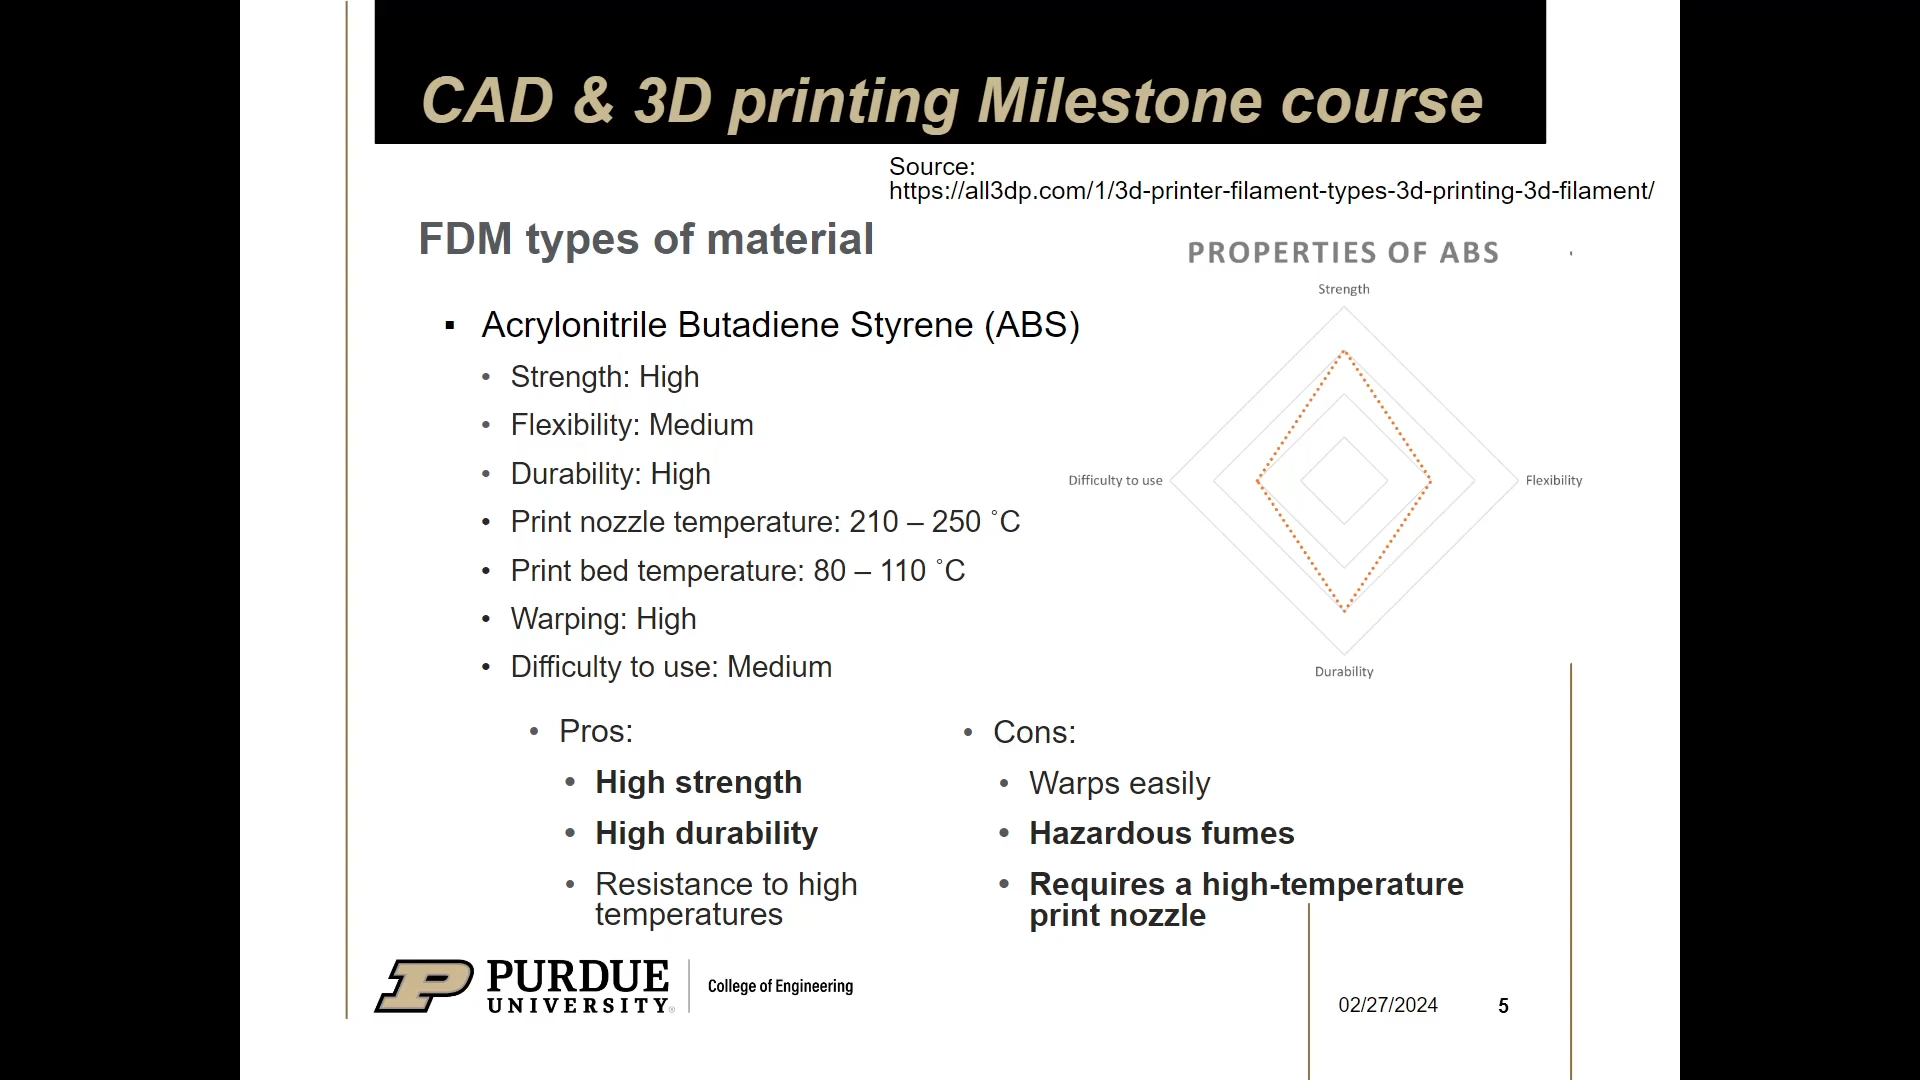 CAD & 3D printing Milestone course
Source:
https://all3dp.com/1/3d-printer-filament-types-3d-printing-3d-filament/
FDM types of material
PROPERTIES OF ABS
Strength
Difficulty to use
Flexibility
Durability
▪ Acrylonitrile Butadiene Styrene (ABS)
• Strength: High
• Flexibility: Medium
• Durability: High
• Print nozzle temperature: 210 – 250 ˚C
• Print bed temperature: 80 – 110 ˚C
• Warping: High
• Difficulty to use: Medium
• Pros:
• High strength
• High durability
• Resistance to high
temperatures
• Cons:
• Warps easily
• Hazardous fumes
• Requires a high-temperature
print nozzle
PURDUE
UNIVERSITY®
College of Engineering
02/27/2024
5